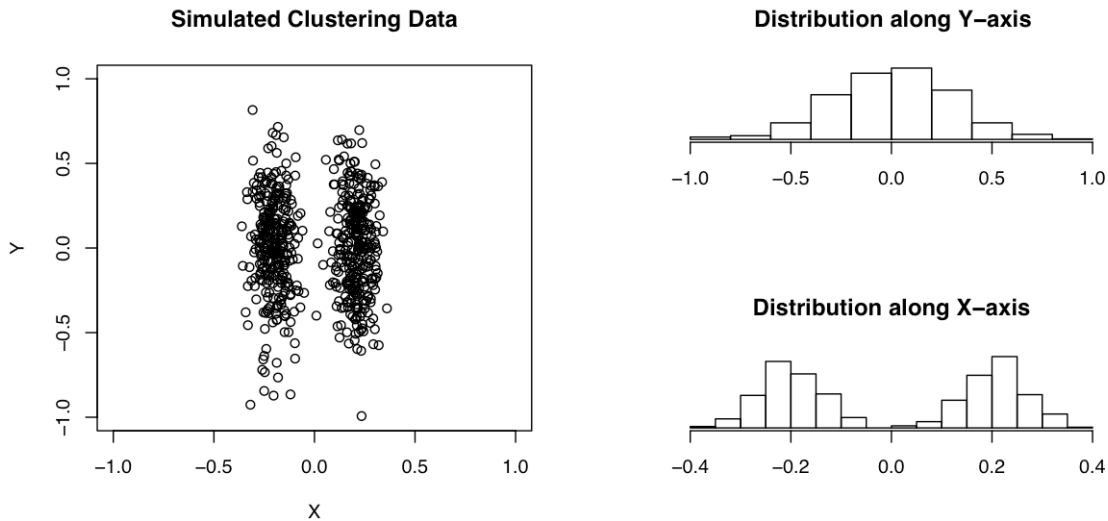 Simulated Clustering Data
1.0
0.5
0.0
−0.5
−1.0
Y
−1.0 −0.5 0.0 0.5 1.0
X
Distribution along Y−axis
−1.0 −0.5 0.0 0.5 1.0
Distribution along X−axis
−0.4 −0.2 0.0 0.2 0.4